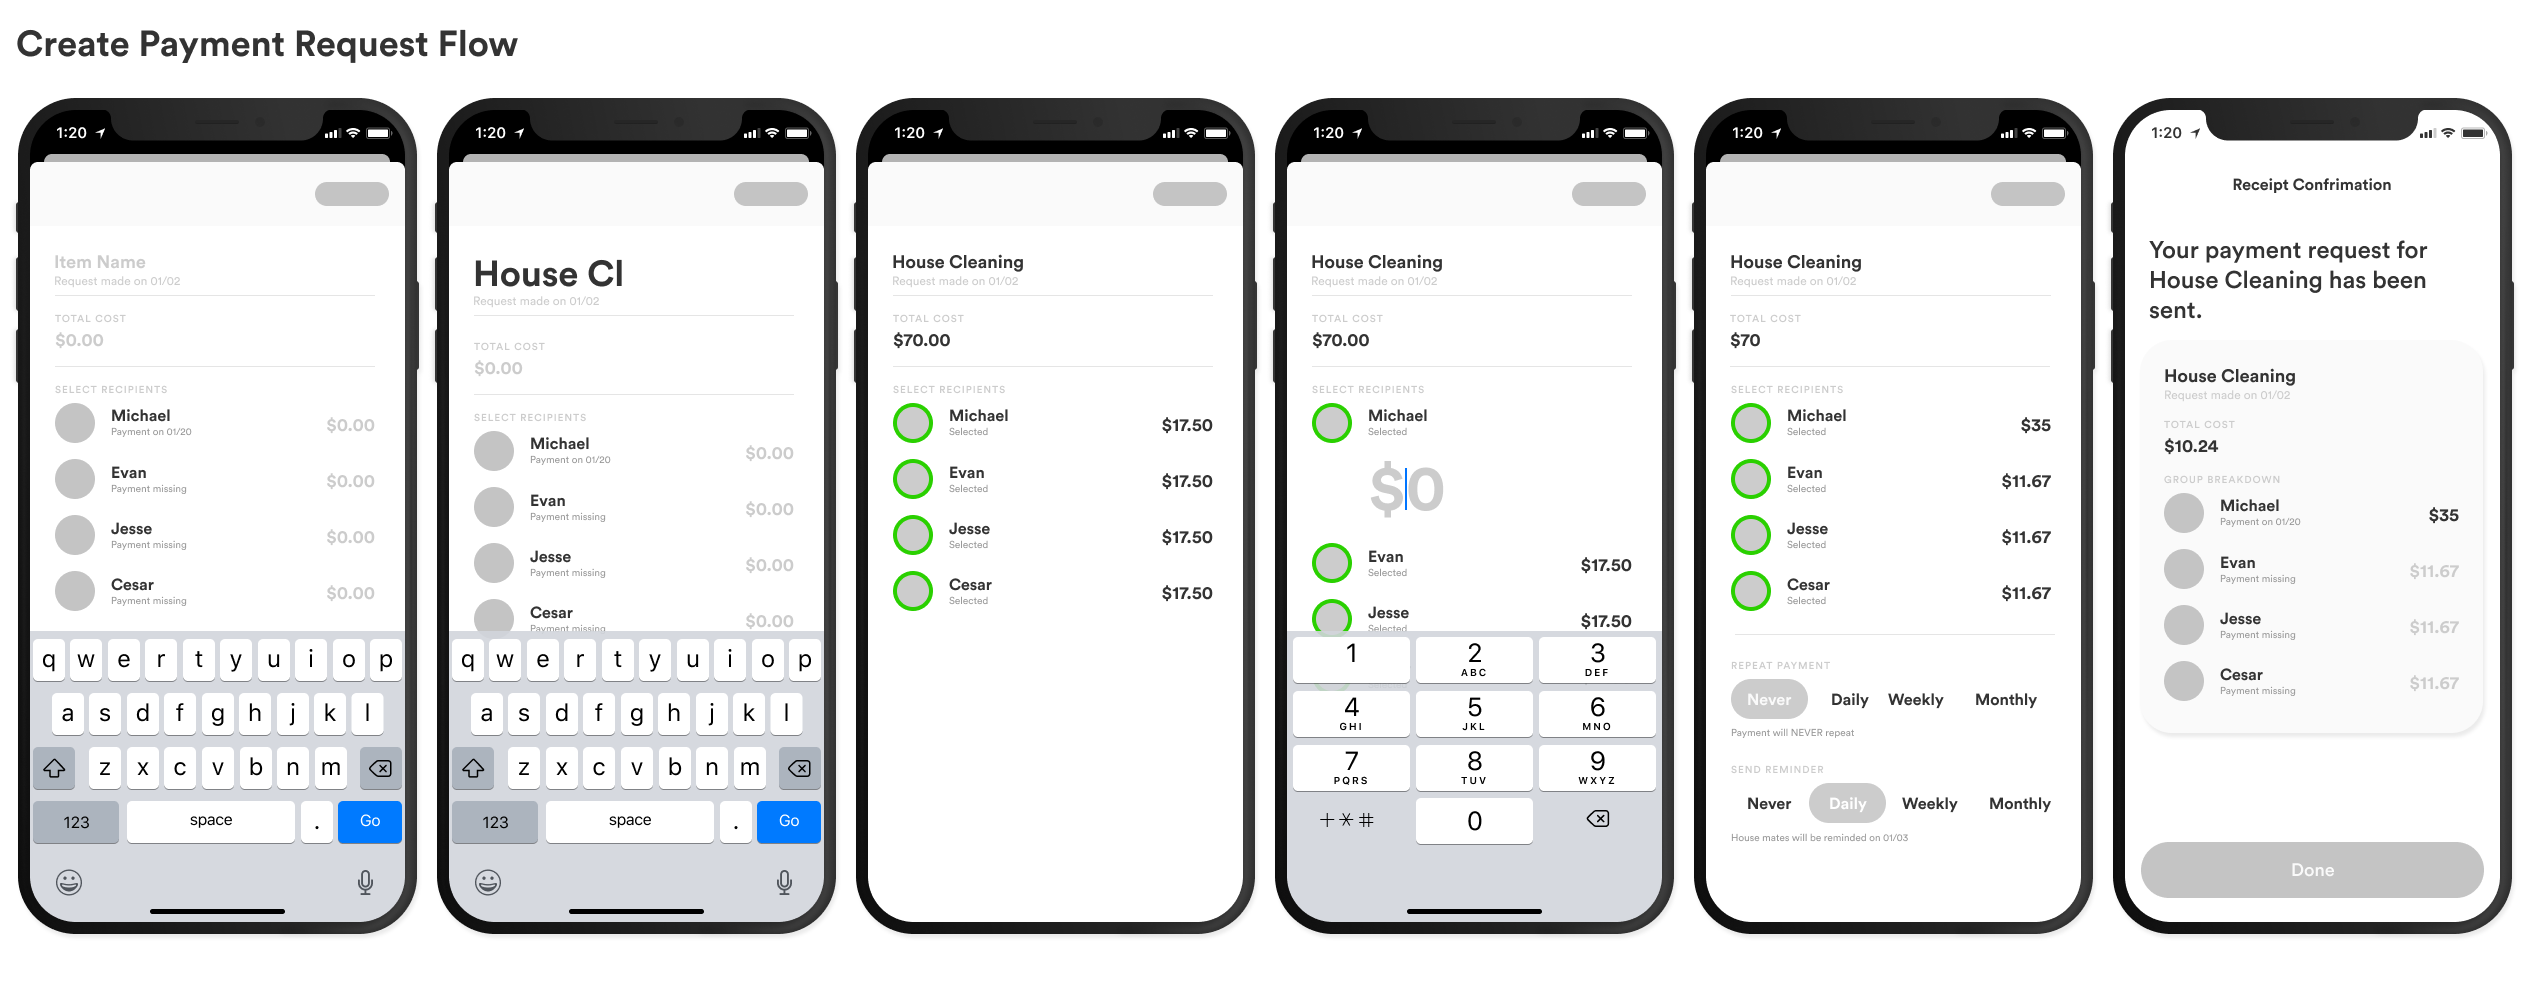 Create Payment Request Flow
1:20
Item Name
Request made on 01/02
TOTAL COST
$0.00
SELECT RECIPIENTS
Michael
Payment on 01/20
$0.00
Evan
Payment missing
$0.00
Jesse
Payment missing
$0.00
Cesar
Payment missing
$0.00
q w e r t y u i o p
a s d f g h j k l
z x c v b n m
123 space . Go
1:20
House Cl
Request made on 01/02
TOTAL COST
$0.00
SELECT RECIPIENTS
Michael
Payment on 01/20
$0.00
Evan
Payment missing
$0.00
Jesse
Payment missing
$0.00
Cesar
Payment missing
$0.00
q w e r t y u i o p
a s d f g h j k l
z x c v b n m
123 space . Go
1:20
House Cleaning
Request made on 01/02
TOTAL COST
$70.00
SELECT RECIPIENTS
Michael
Selected
$17.50
Evan
Selected
$17.50
Jesse
Selected
$17.50
Cesar
Selected
$17.50
1:20
House Cleaning
Request made on 01/02
TOTAL COST
$70.00
SELECT RECIPIENTS
Michael
Selected
$0
Evan
Selected
$17.50
Jesse
Selected
$17.50
1 2 3
ABC DEF
4 5 6
GHI JKL MNO
7 8 9
PQRS TUV WXYZ
+ * # 0
1:20
House Cleaning
Request made on 01/02
TOTAL COST
$70
SELECT RECIPIENTS
Michael
Selected
$35
Evan
Selected
$11.67
Jesse
Selected
$11.67
Cesar
Selected
$11.67
REPEAT PAYMENT
Never Daily Weekly Monthly
Payment will NEVER repeat
SEND REMINDER
Never Daily Weekly Monthly
House mates will be reminded on 01/03
1:20
Receipt Confrimation
Your payment request for
House Cleaning has been
sent.
House Cleaning
Request made on 01/02
TOTAL COST
$10.24
GROUP BREAKDOWN
Michael
Payment on 01/20
$35
Evan
Payment missing
$11.67
Jesse
Payment missing
$11.67
Cesar
Payment missing
$11.67
Done